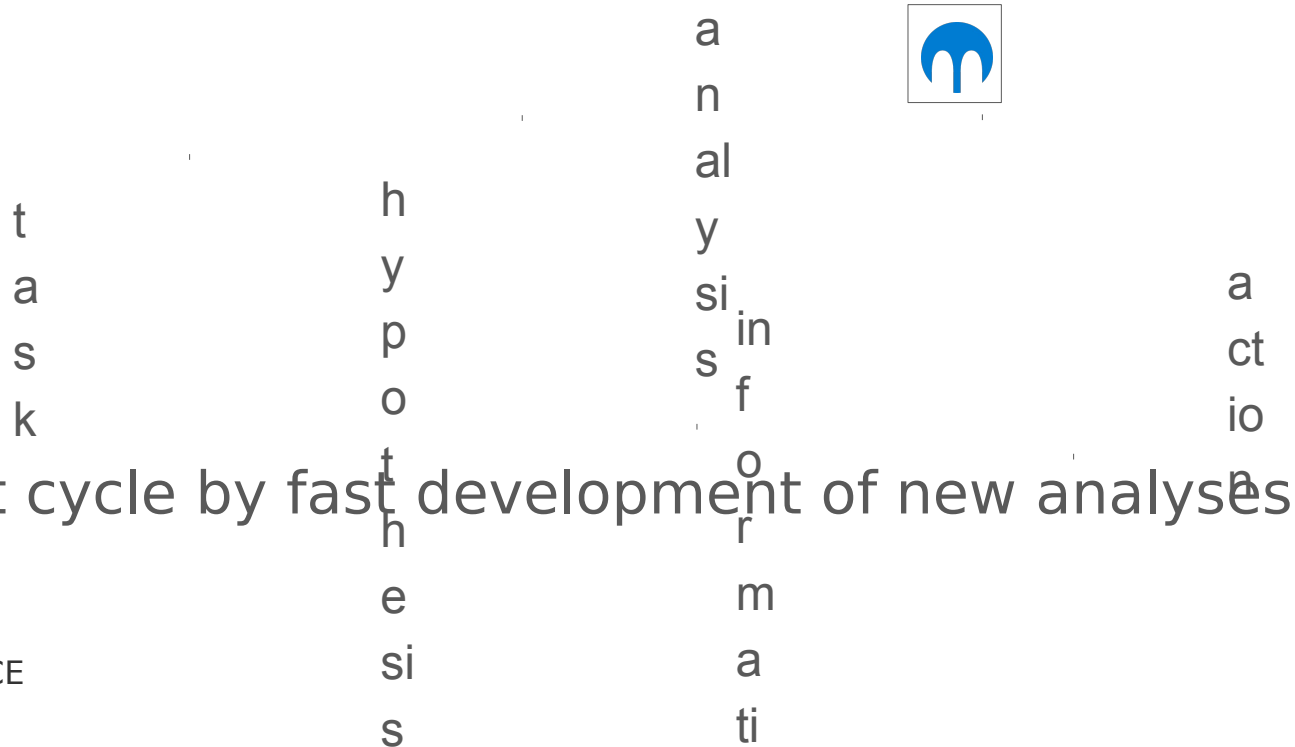 t
a
s
k
h
y
p
o
t
h
e
si
s
a
n
al
y
si
s
in
f
o
r
m
a
ti
a
ct
io
n
t cycle by fast development of new analyses
CE